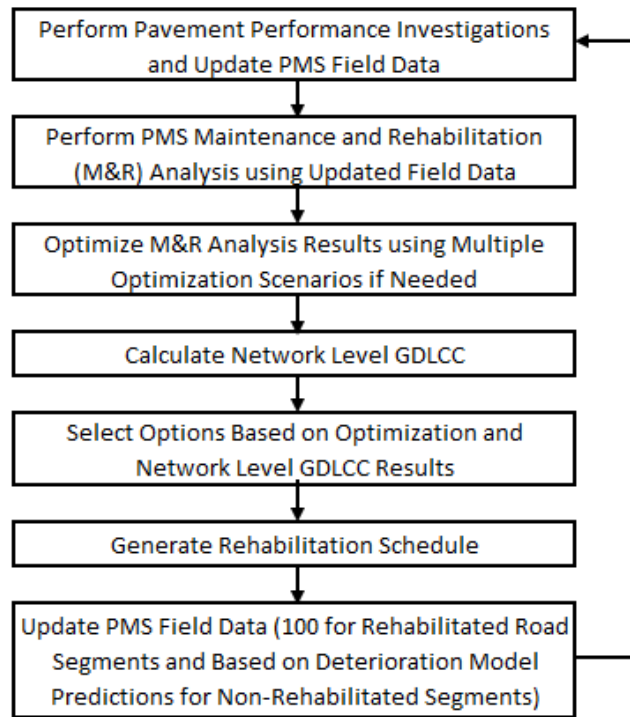 Perform Pavement Performance Investigations
and Update PMS Field Data
Perform PMS Maintenance and Rehabilitation
(M&R) Analysis using Updated Field Data
Optimize M&R Analysis Results using Multiple
Optimization Scenarios if Needed
Calculate Network Level GDLCC
Select Options Based on Optimization and
Network Level GDLCC Results
Generate Rehabilitation Schedule
Update PMS Field Data (100 for Rehabilitated Road
Segments and Based on Deterioration Model
Predictions for Non-Rehabilitated Segments)